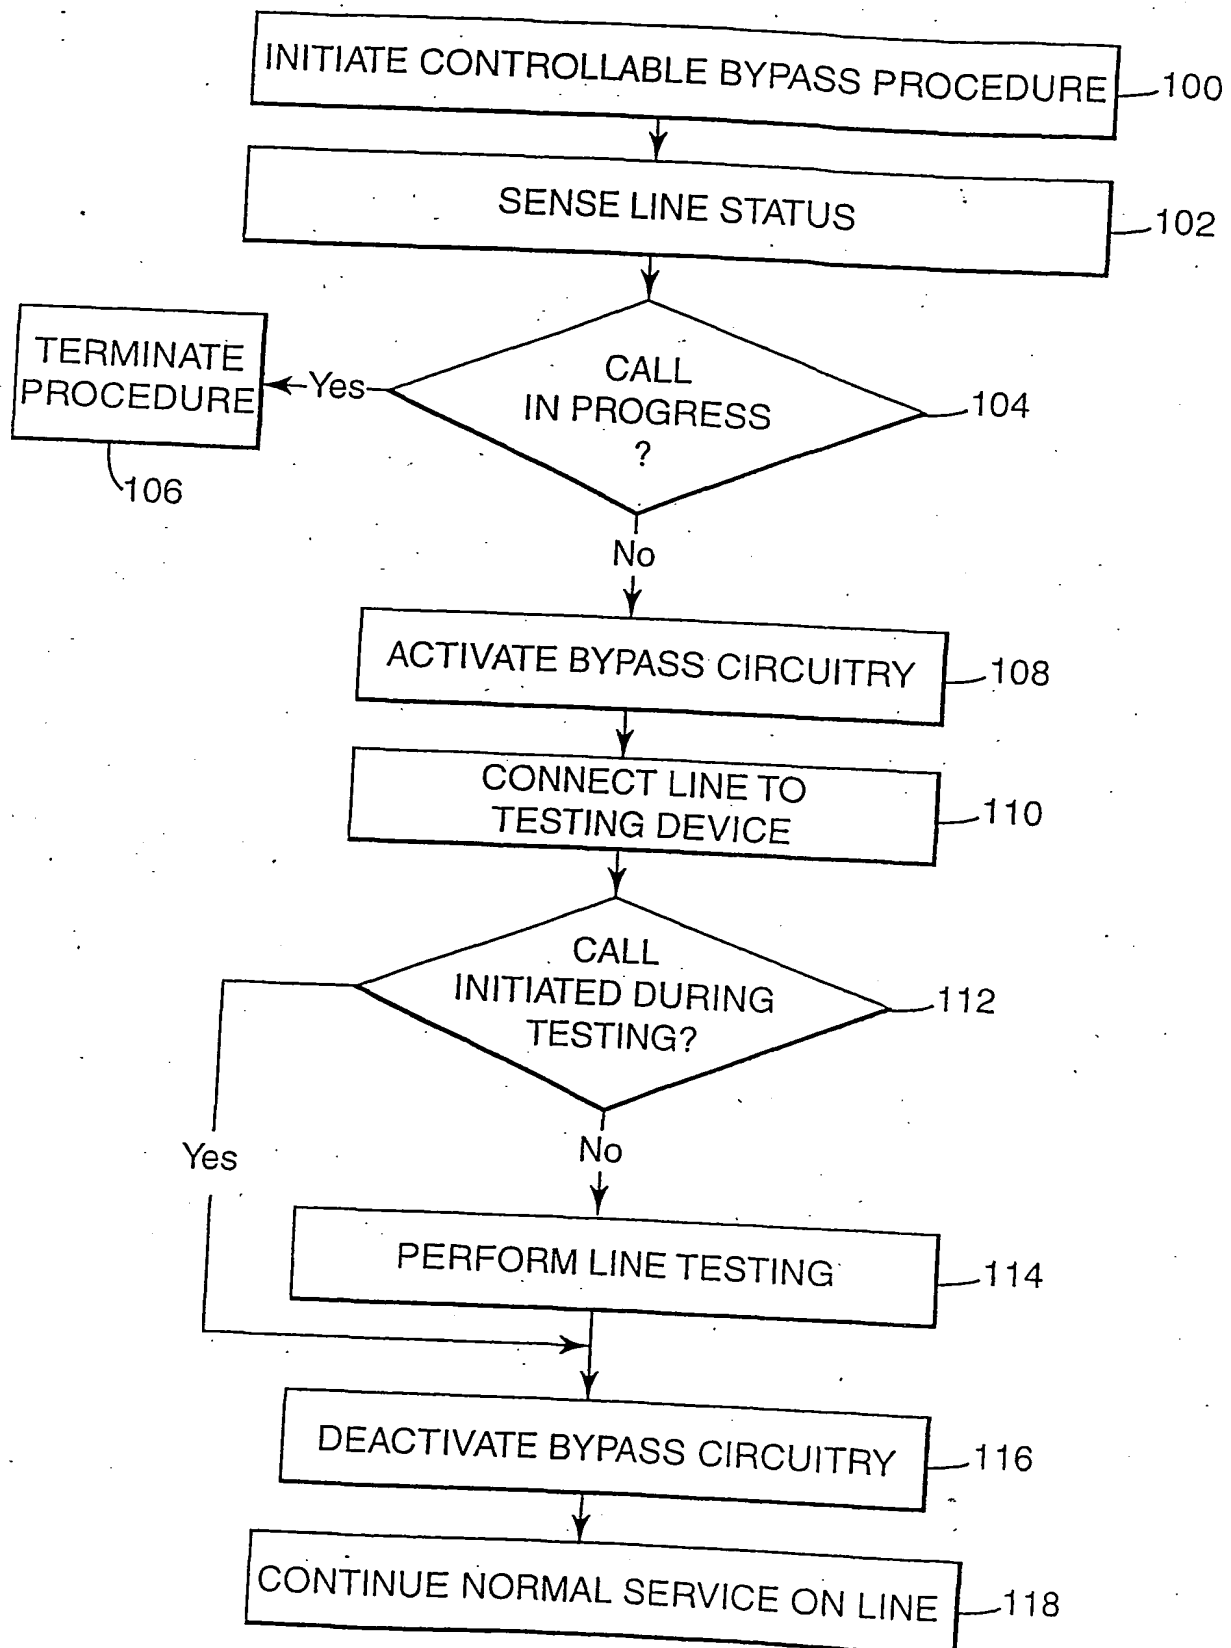 INITIATE CONTROLLABLE BYPASS PROCEDURE
100
SENSE LINE STATUS
102
CALL
IN PROGRESS
?
104
Yes
TERMINATE
PROCEDURE
106
No
ACTIVATE BYPASS CIRCUITRY
108
CONNECT LINE TO
TESTING DEVICE
110
CALL
INITIATED DURING
TESTING?
112
Yes
No
PERFORM LINE TESTING
114
DEACTIVATE BYPASS CIRCUITRY
116
CONTINUE NORMAL SERVICE ON LINE
118